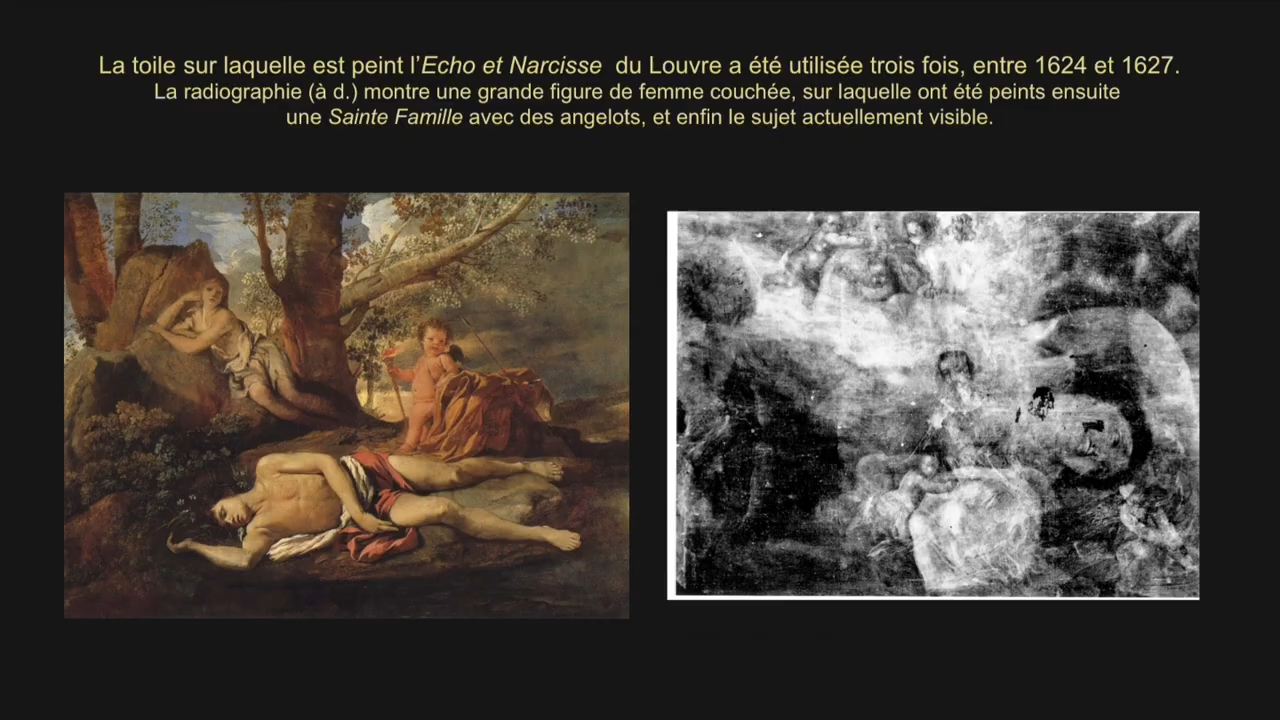 La toile sur laquelle est peint l’Echo et Narcisse du Louvre a été utilisée trois fois, entre 1624 et 1627.
La radiographie (à d.) montre une grande figure de femme couchée, sur laquelle ont été peints ensuite
une Sainte Famille avec des angelots, et enfin le sujet actuellement visible.